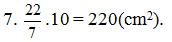 7. 22/7 .10 = 220(cm²).